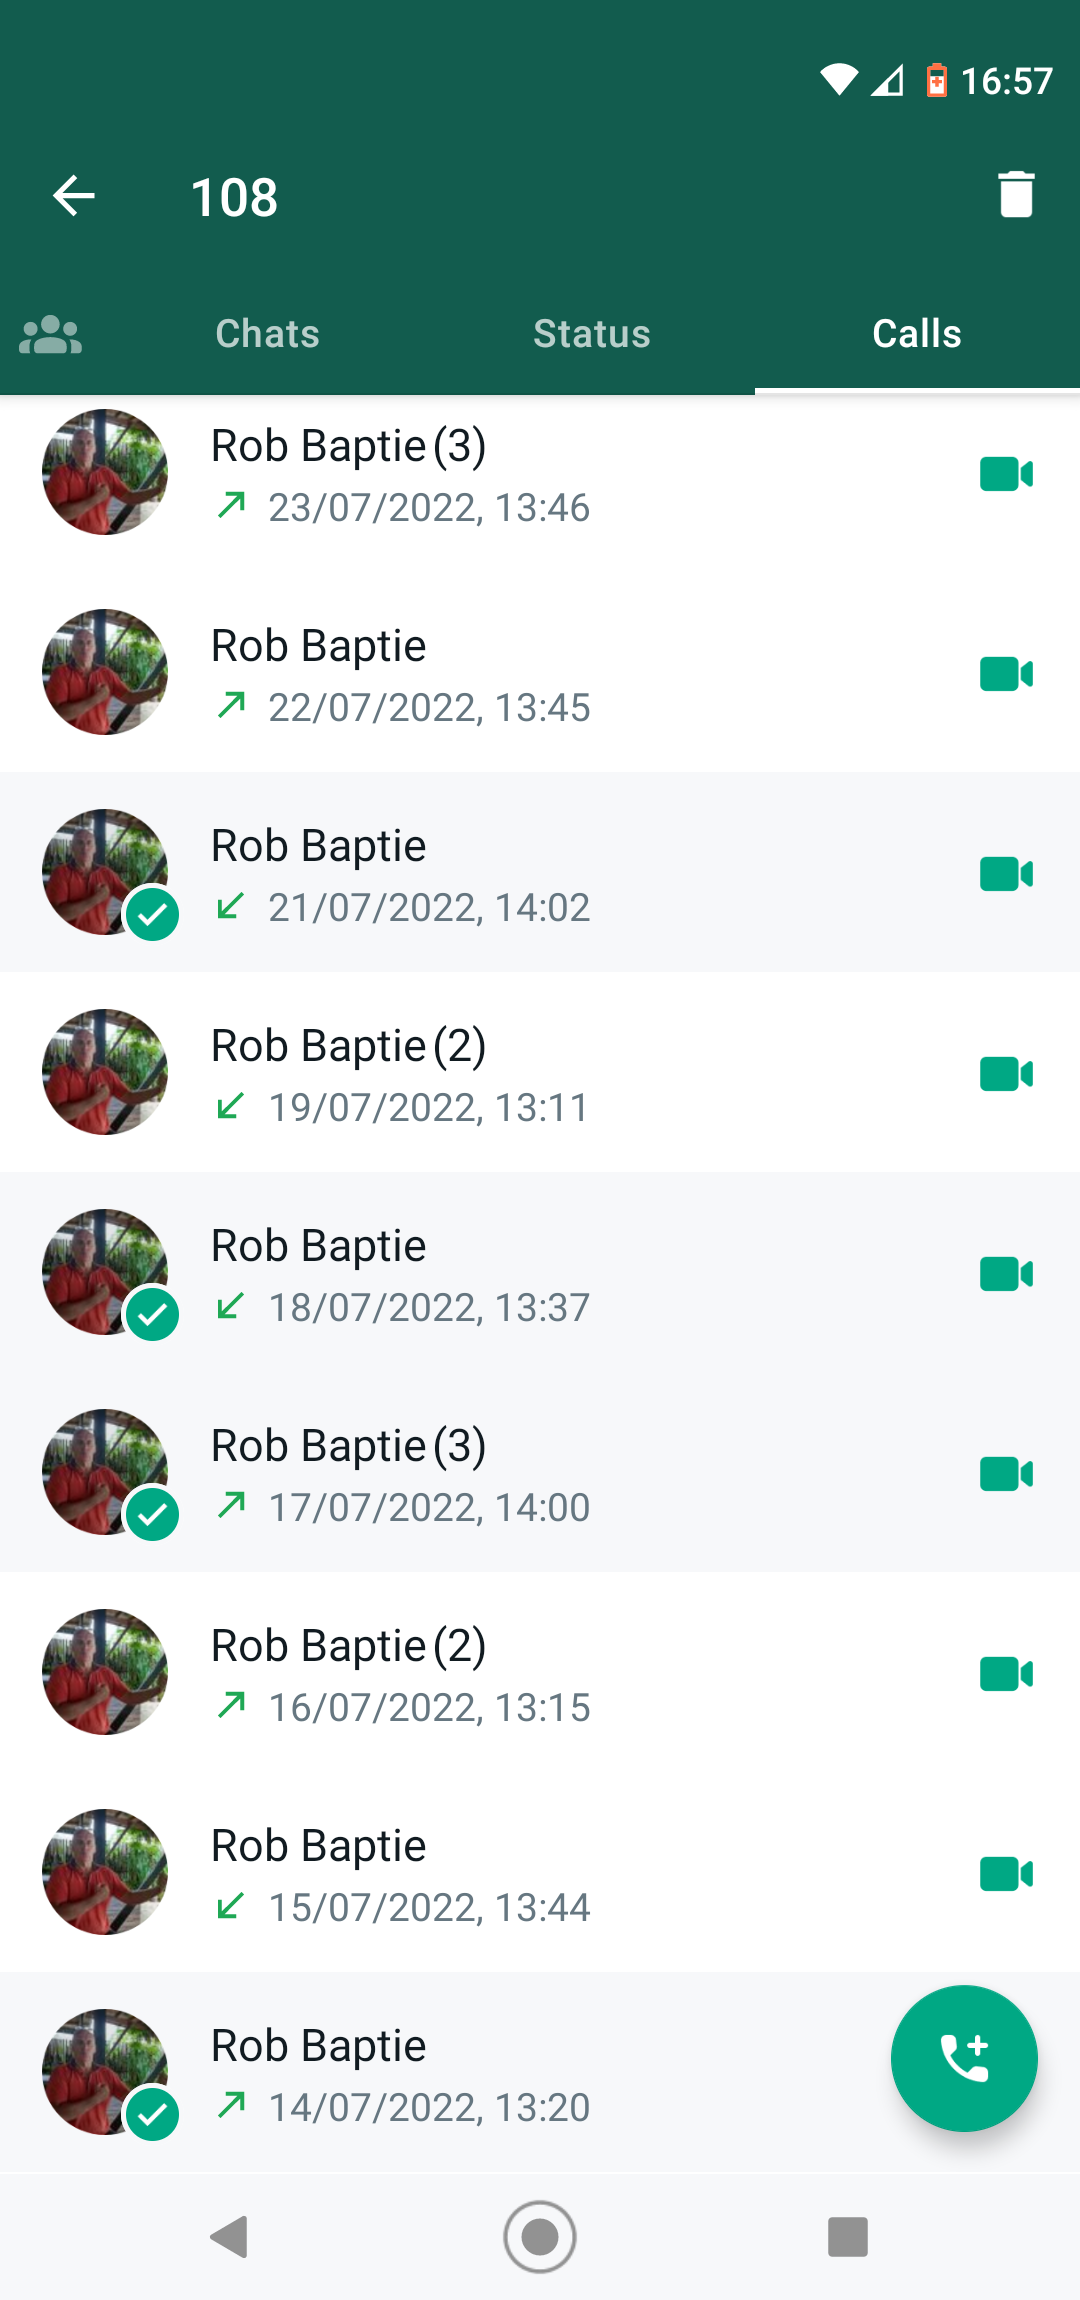 16:57
108
Chats Status Calls
Rob Baptie (3)
23/07/2022, 13:46
Rob Baptie
22/07/2022, 13:45
Rob Baptie
21/07/2022, 14:02
Rob Baptie (2)
19/07/2022, 13:11
Rob Baptie
18/07/2022, 13:37
Rob Baptie (3)
17/07/2022, 14:00
Rob Baptie (2)
16/07/2022, 13:15
Rob Baptie
15/07/2022, 13:44
Rob Baptie
14/07/2022, 13:20